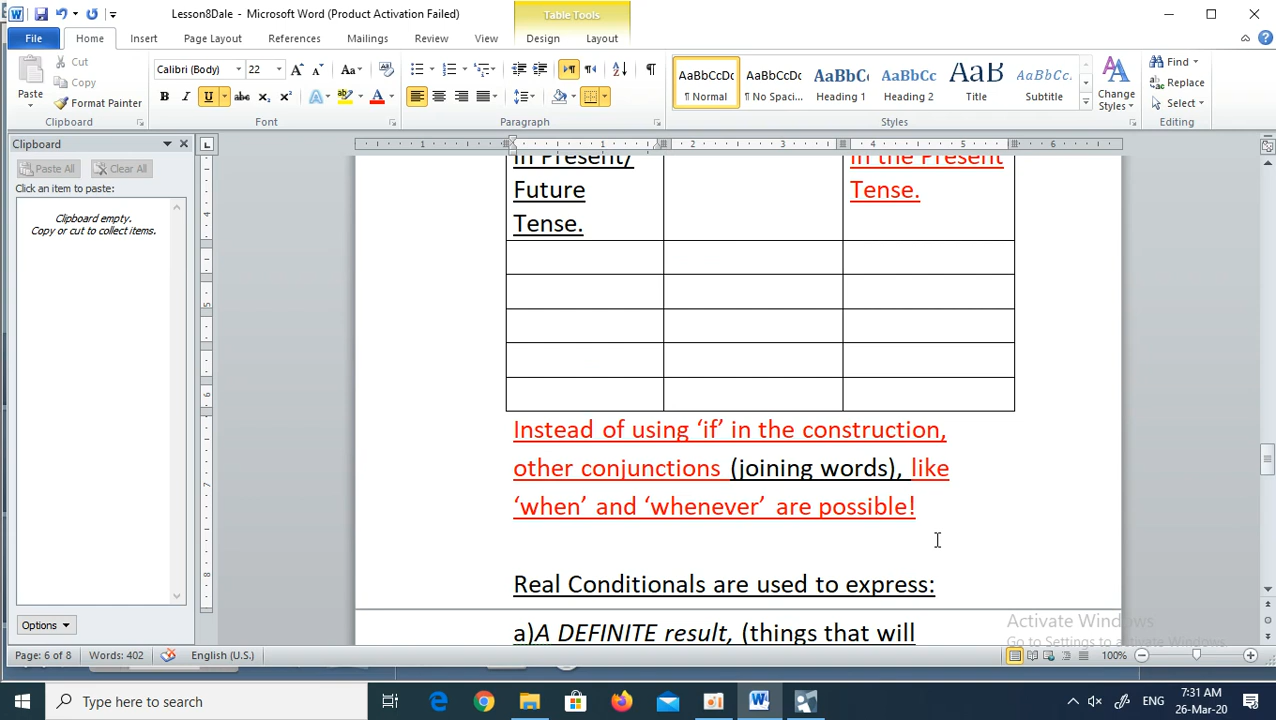 Lesson8Dale - Microsoft Word (Product Activation Failed)
Table Tools
File Home Insert Page Layout References Mailings Review View Design Layout
Paste
Cut
Copy
Format Painter
Clipboard
Calibri (Body) 22
Font
Paragraph
AaBbCcDc AaBbCcDc AaBbCc AaBbCc AaB AaBbCc.
¶ Normal ¶ No Spaci... Heading 1 Heading 2 Title Subtitle
Change Styles
Styles
Find
Replace
Select
Editing
Clipboard
Paste All Clear All
Click an item to paste:
Clipboard empty.
Copy or cut to collect items.
Options
In Present/
Future
Tense.
In the Present
Tense.
Instead of using ‘if’ in the construction,
other conjunctions (joining words), like
‘when’ and ‘whenever’ are possible!
Real Conditionals are used to express:
a)A DEFINITE result, (things that will
Activate Windows
Go to Settings to activate Windows.
Page: 6 of 8 Words: 402 English (U.S.) 100%
Type here to search
ENG
7:31 AM
26-Mar-20